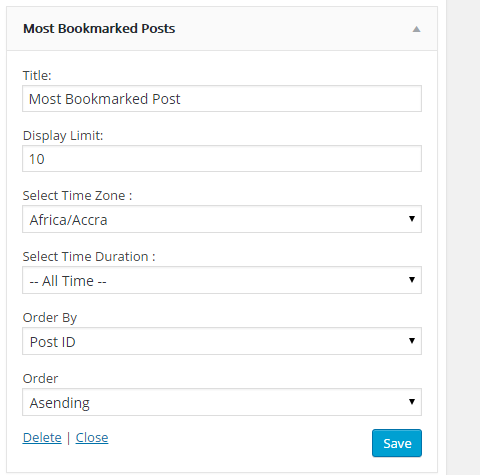 Most Bookmarked Posts
Title:
Most Bookmarked Post
Display Limit:
10
Select Time Zone :
Africa/Accra
Select Time Duration :
-- All Time --
Order By
Post ID
Order
Asending
Delete | Close
Save